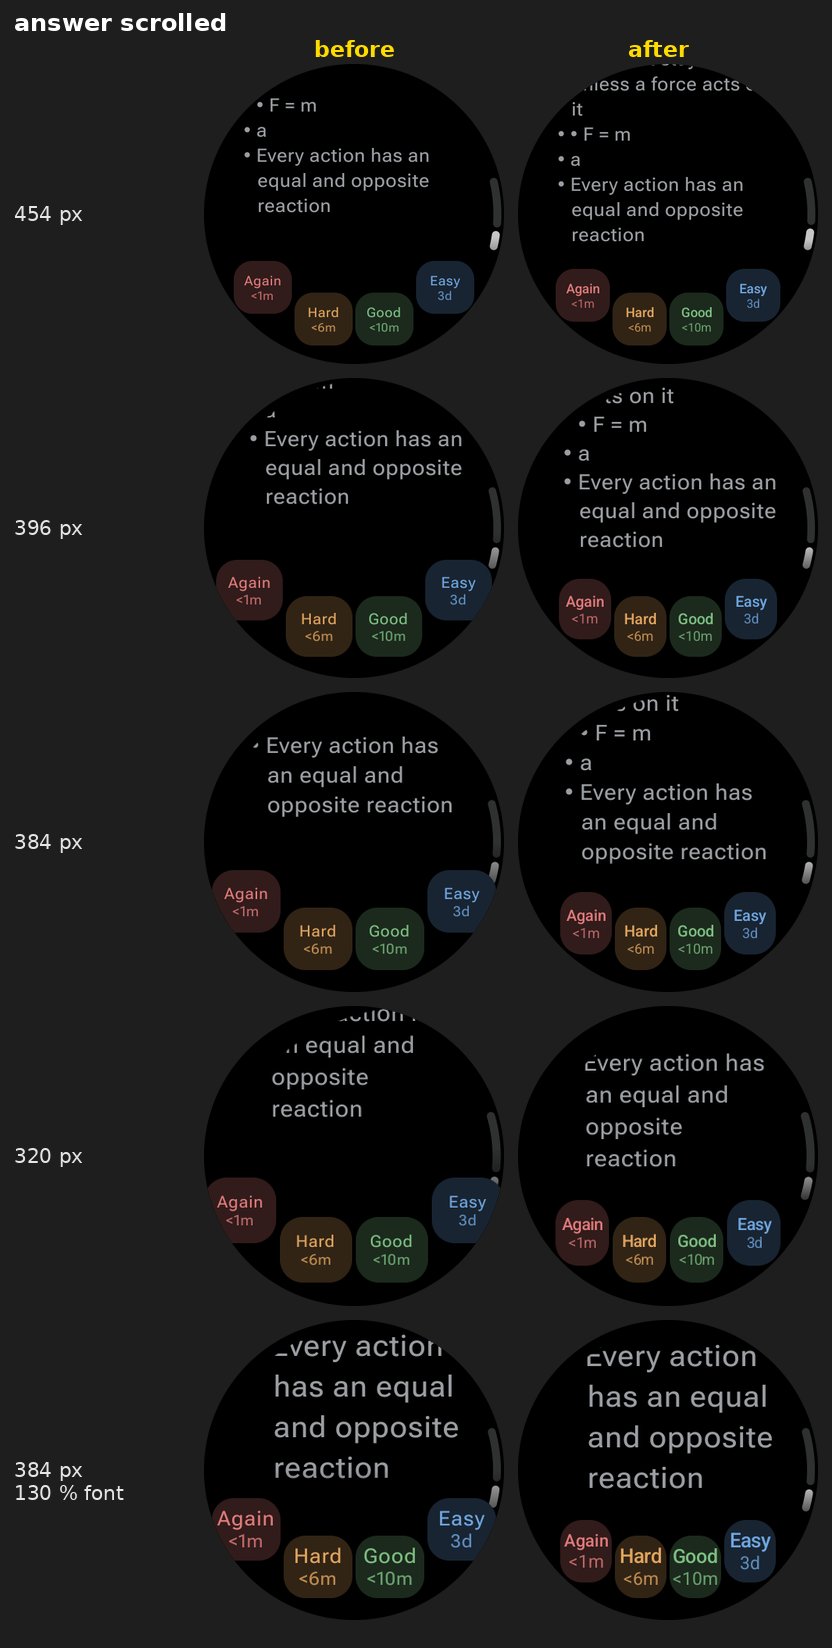 answer scrolled
before after
454 px
• F = m
• a
• Every action has an
equal and opposite
reaction
Again
<1m
Hard
<6m
Good
<10m
Easy
3d
unless a force acts
it
• • F = m
• a
• Every action has an
equal and opposite
reaction
Again
<1m
Hard
<6m
Good
<10m
Easy
3d
396 px
• Every action has an
equal and opposite
reaction
Again
<1m
Hard
<6m
Good
<10m
Easy
3d
on it
• F = m
• a
• Every action has an
equal and opposite
reaction
Again
<1m
Hard
<6m
Good
<10m
Easy
3d
384 px
• Every action has
an equal and
opposite reaction
Again
<1m
Hard
<6m
Good
<10m
Easy
3d
on it
• F = m
• a
• Every action has
an equal and
opposite reaction
Again
<1m
Hard
<6m
Good
<10m
Easy
3d
320 px
action
an equal and
opposite
reaction
Again
<1m
Hard
<6m
Good
<10m
Easy
3d
Every action has
an equal and
opposite
reaction
Again
<1m
Hard
<6m
Good
<10m
Easy
3d
384 px
130 % font
Every action
has an equal
and opposite
reaction
Again
<1m
Hard
<6m
Good
<10m
Easy
3d
Every action
has an equal
and opposite
reaction
Again
<1m
Hard
<6m
Good
<10m
Easy
3d